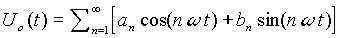 U_o(t) = ∑_{n=1}^{∞} [a_n cos(n ω t) + b_n sin(n ω t)]